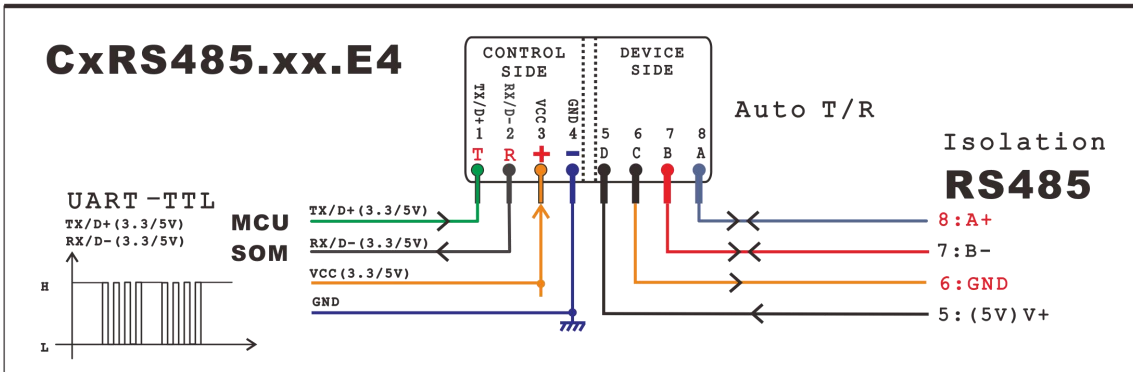 CxRS485.xx.E4
CONTROL SIDE
DEVICE SIDE
TX/D+ RX/D- VCC GND
1 2 3 4 5 6 7 8
T R + - D C B A
Auto T/R
Isolation
RS485
UART-TTL
TX/D+(3.3/5V)
RX/D-(3.3/5V)
H
L
MCU
SOM
TX/D+(3.3/5V)
RX/D-(3.3/5V)
VCC(3.3/5V)
GND
8:A+
7:B-
6:GND
5:(5V)V+